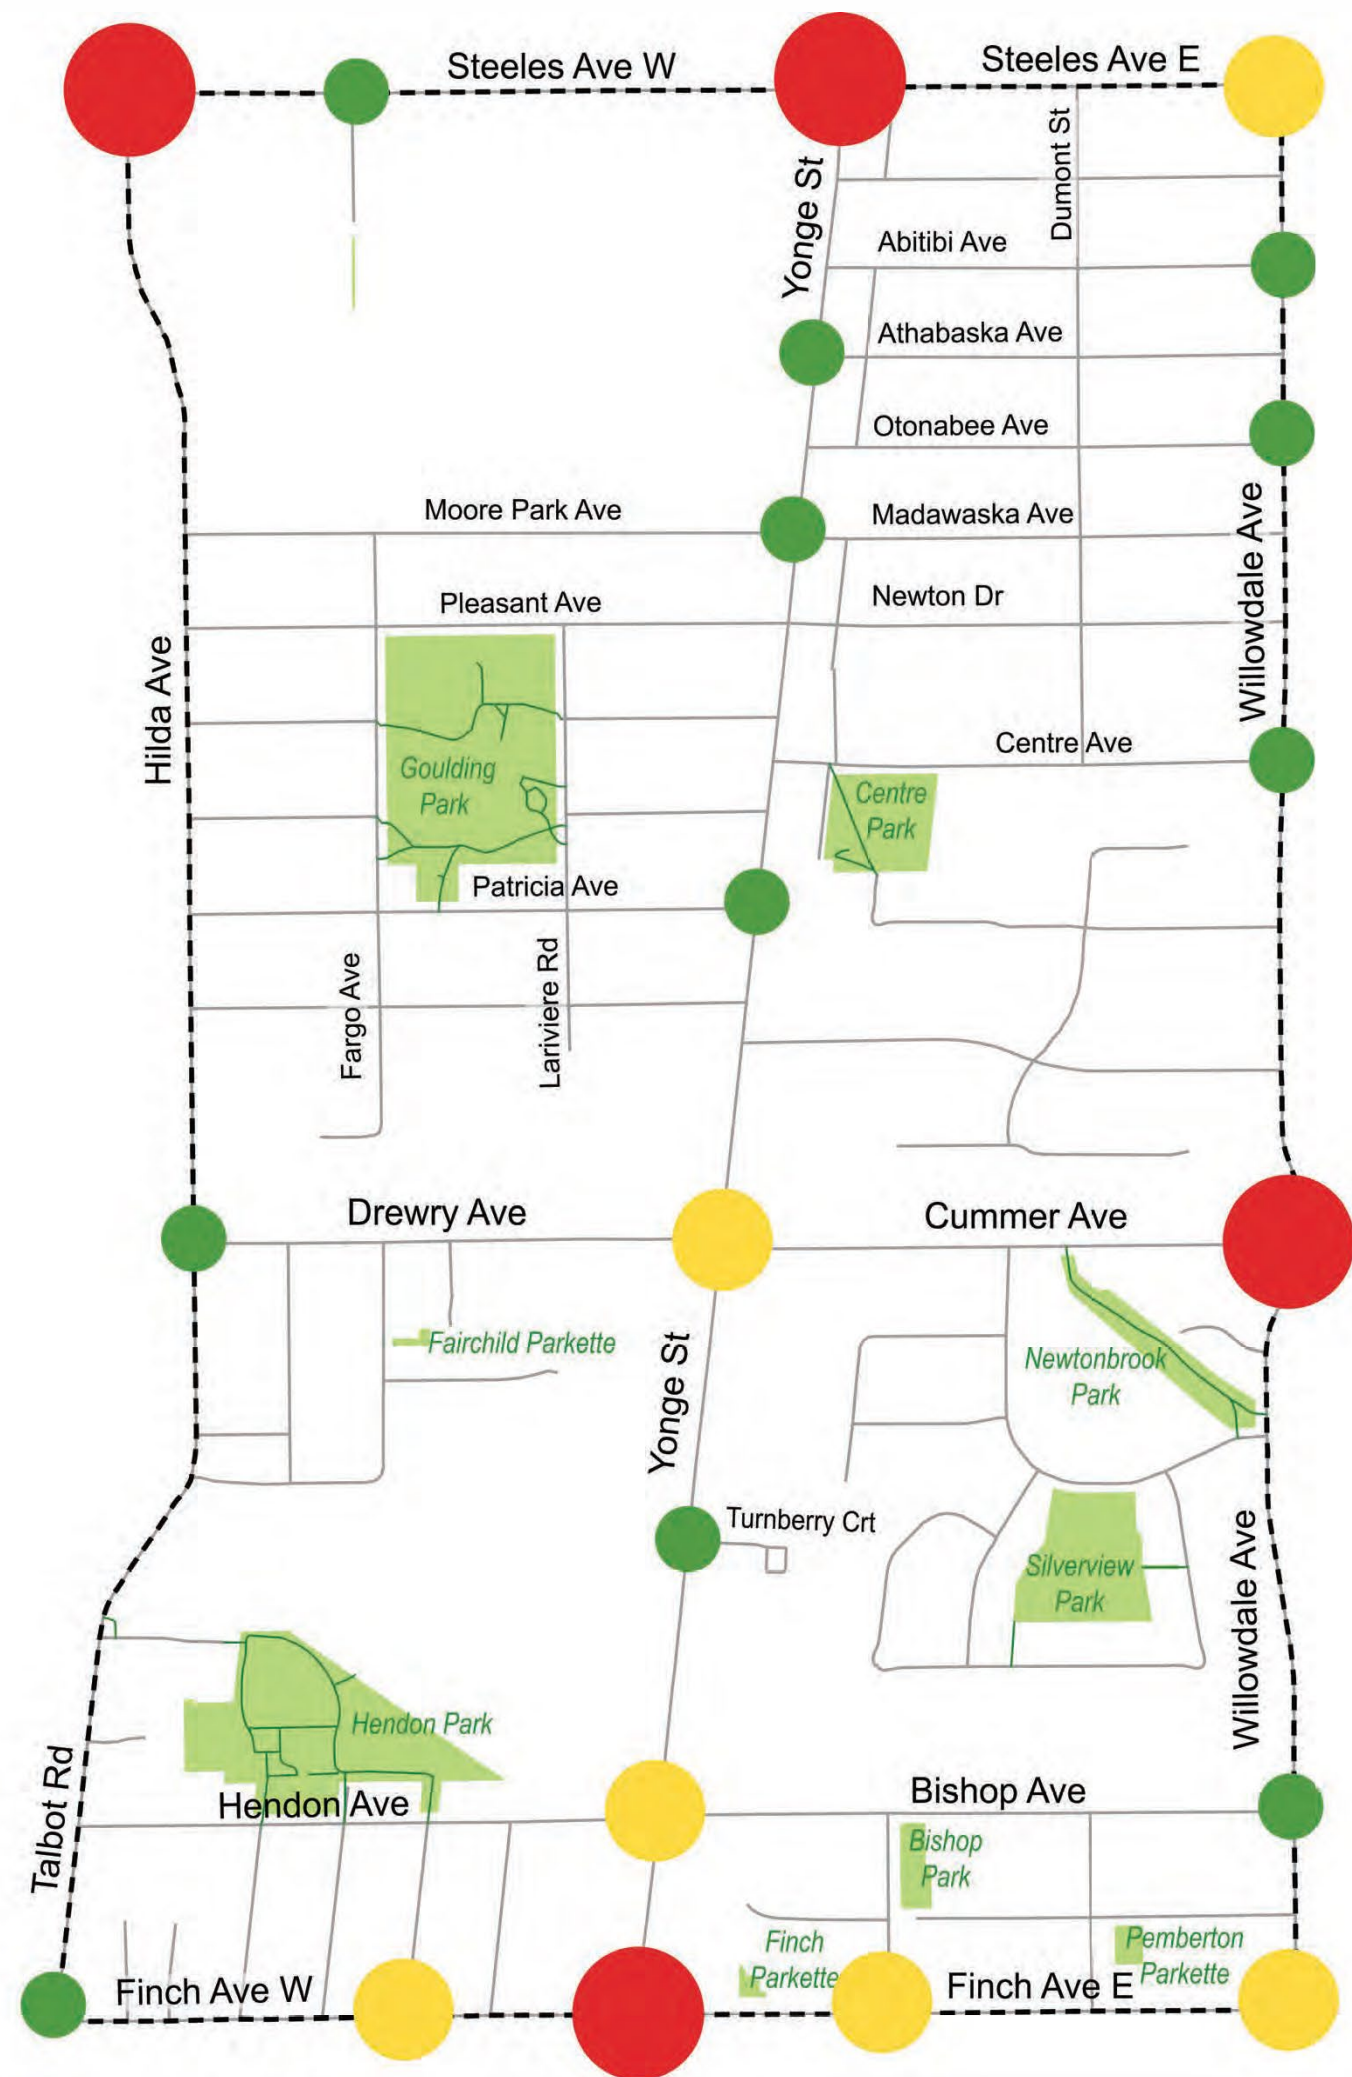 Steeles Ave W
Steeles Ave E
Dumont St
Yonge St
Abitibi Ave
Athabaska Ave
Otonabee Ave
Moore Park Ave
Madawaska Ave
Willowdale Ave
Pleasant Ave
Newton Dr
Hilda Ave
Centre Ave
Goulding
Park
Centre
Park
Patricia Ave
Fargo Ave
Lariviere Rd
Drewry Ave
Cummer Ave
Fairchild Parkette
Yonge St
Newtonbrook
Park
Turnberry Crt
Silverview
Park
Willowdale Ave
Hendon Park
Talbot Rd
Hendon Ave
Bishop Ave
Bishop
Park
Finch
Parkette
Pemberton
Parkette
Finch Ave W
Finch Ave E